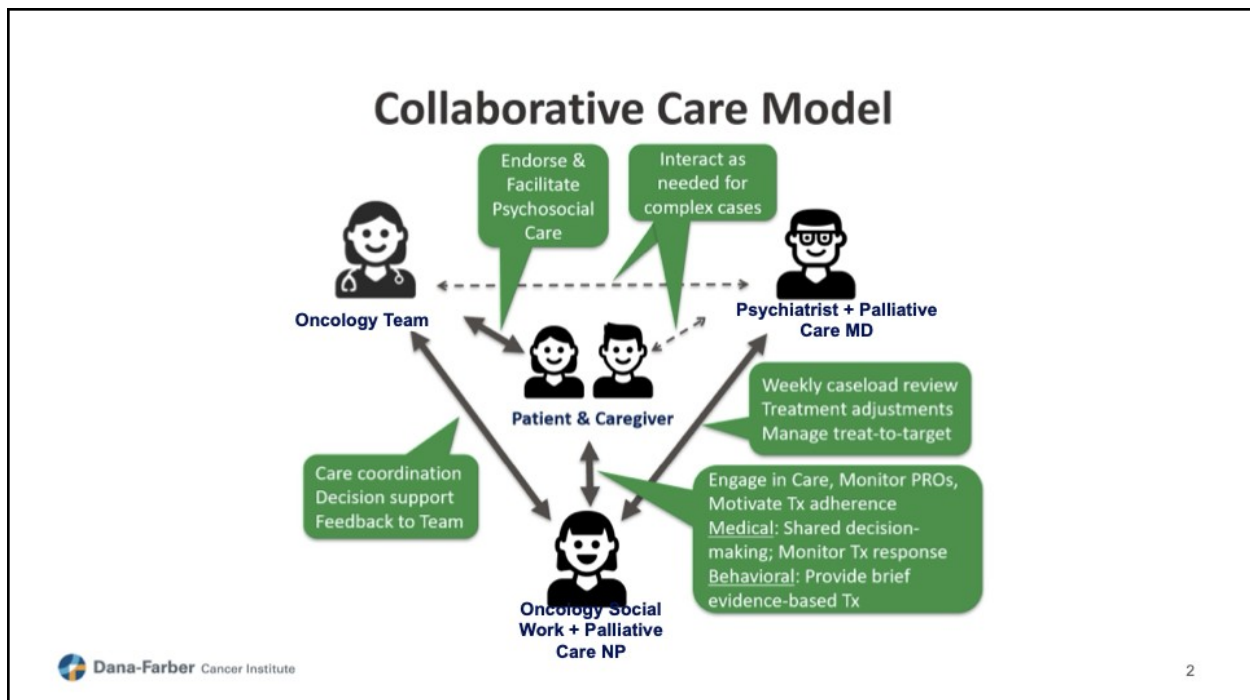 Collaborative Care Model
Endorse &
Facilitate
Psychosocial
Care
Interact as
needed for
complex cases
Oncology Team
Psychiatrist + Palliative
Care MD
Patient & Caregiver
Weekly caseload review
Treatment adjustments
Manage treat-to-target
Care coordination
Decision support
Feedback to Team
Engage in Care, Monitor PROs,
Motivate Tx adherence
Medical: Shared decision-
making; Monitor Tx response
Behavioral: Provide brief
evidence-based Tx
Oncology Social
Work + Palliative
Care NP
Dana-Farber Cancer Institute
2